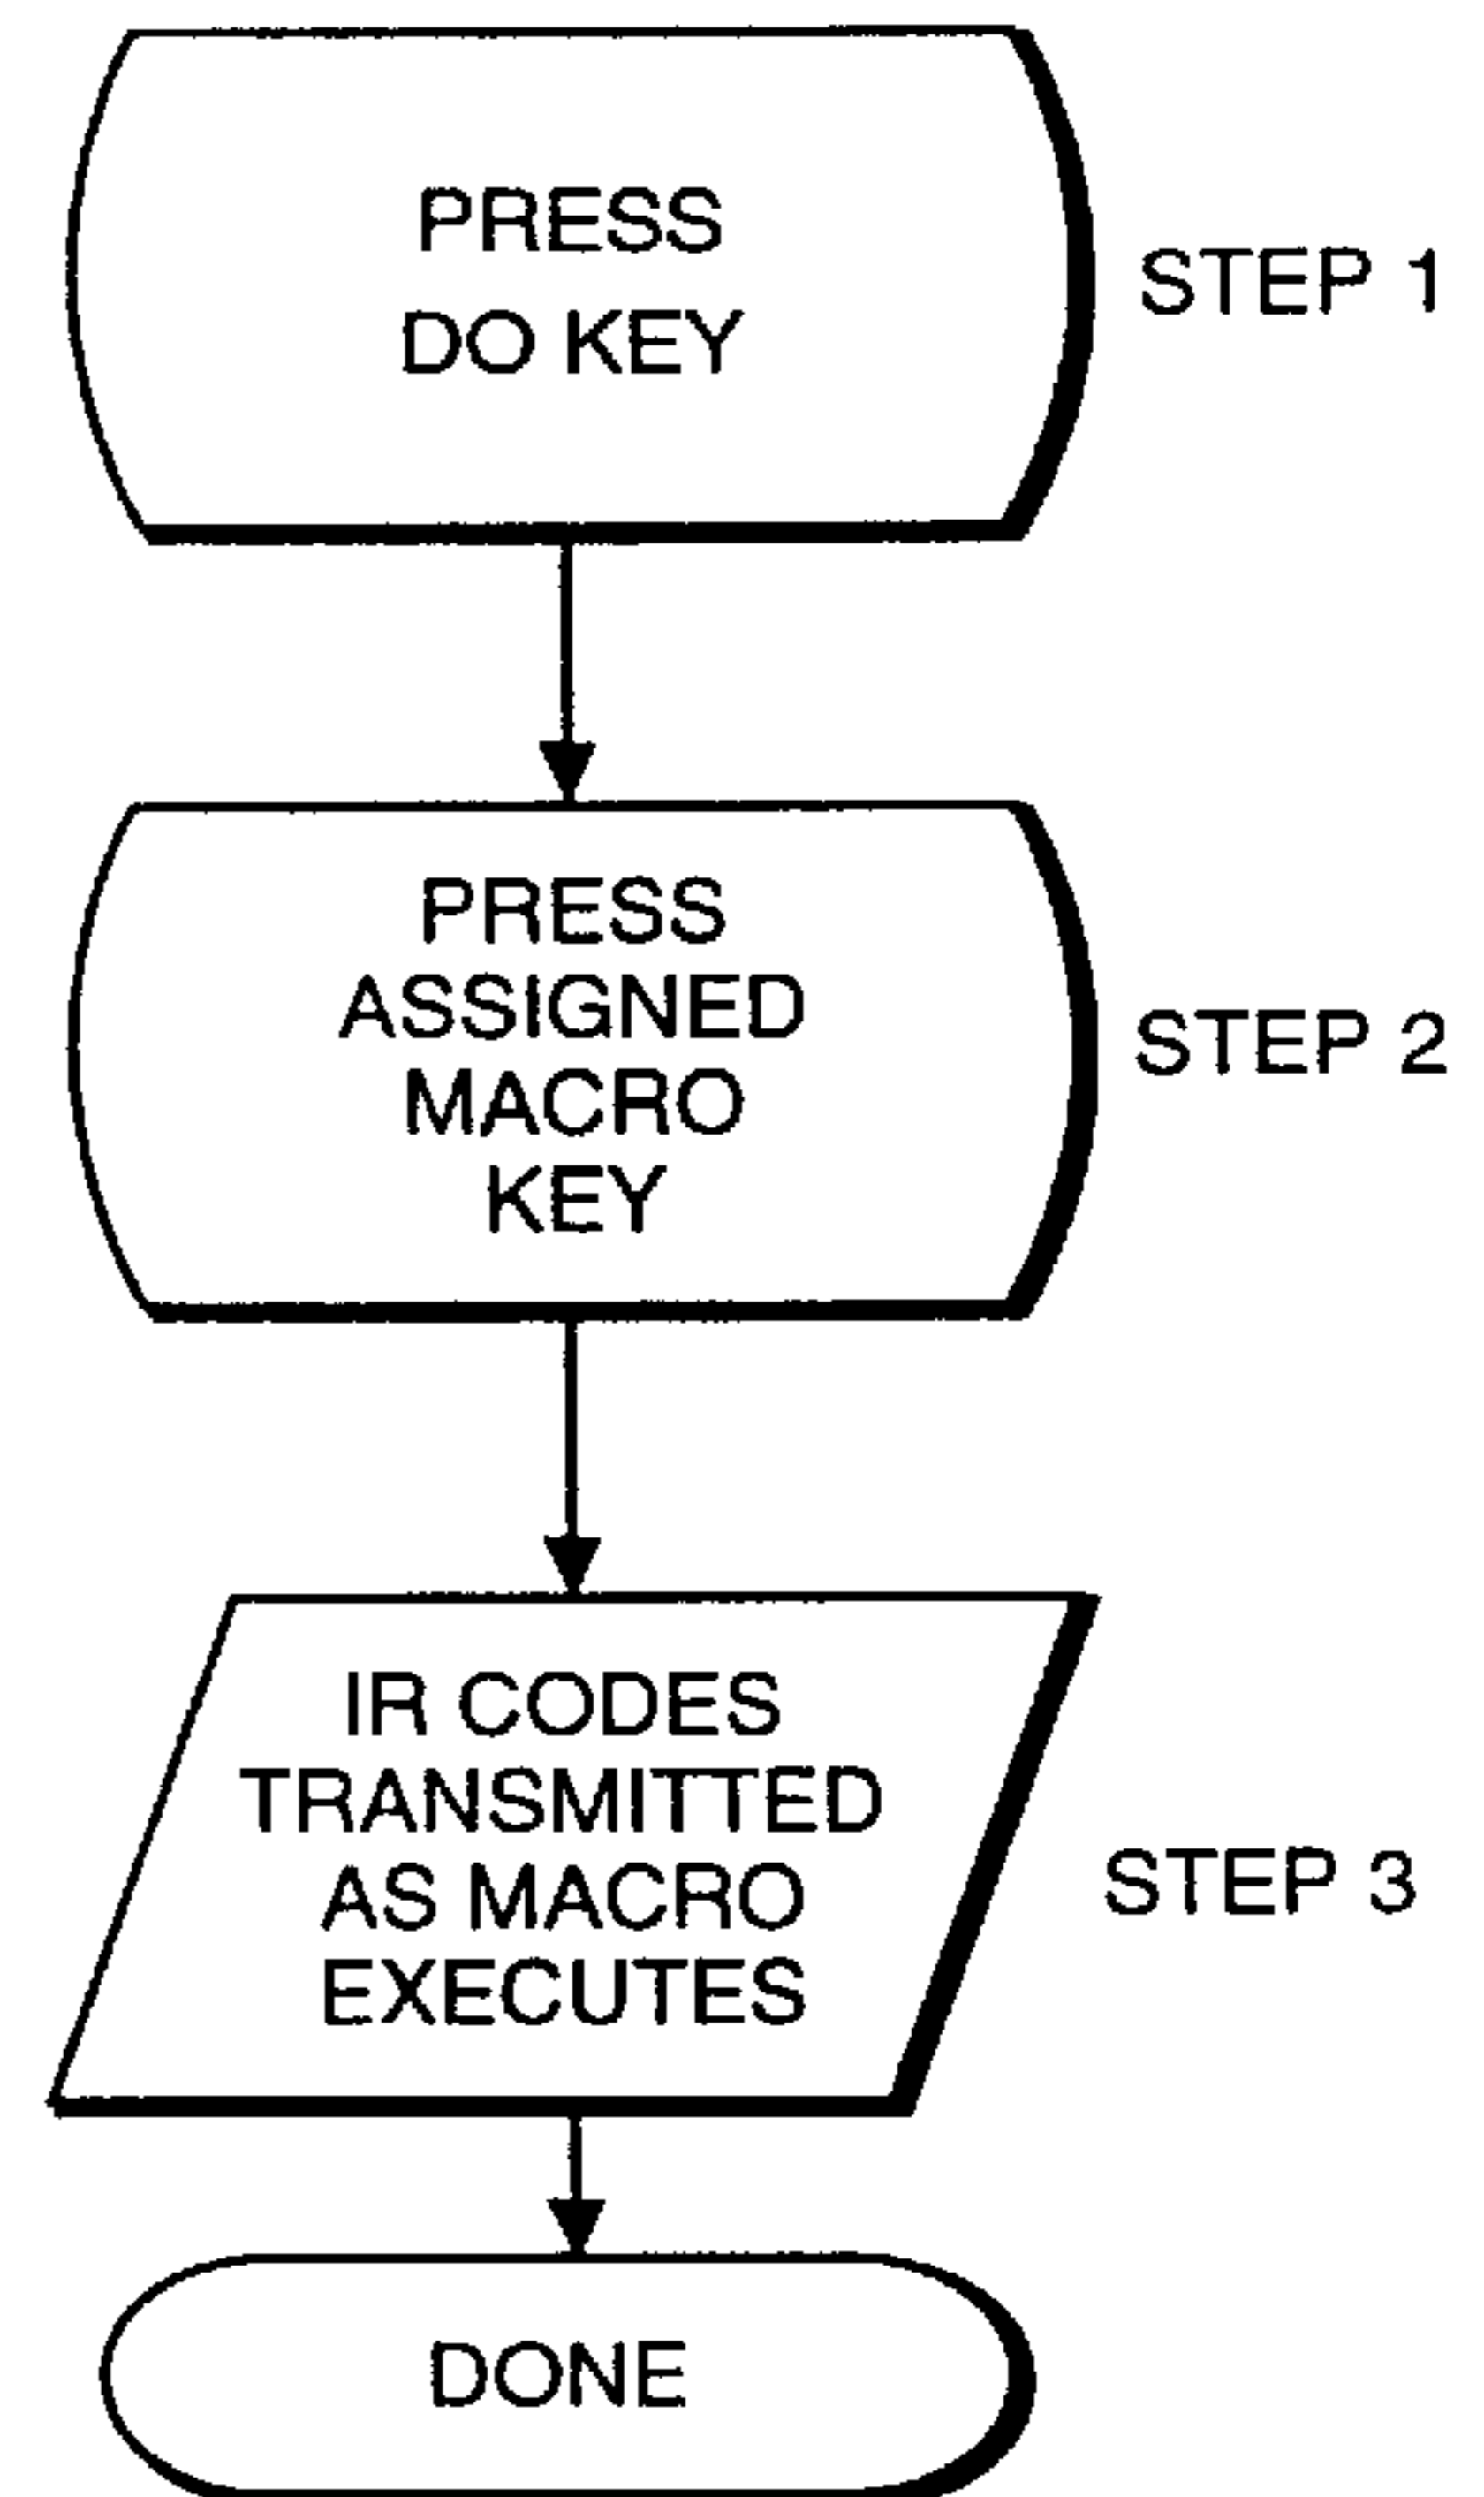 PRESS
DO KEY
STEP 1
PRESS
ASSIGNED
MACRO
KEY
STEP 2
IR CODES
TRANSMITTED
AS MACRO
EXECUTES
STEP 3
DONE